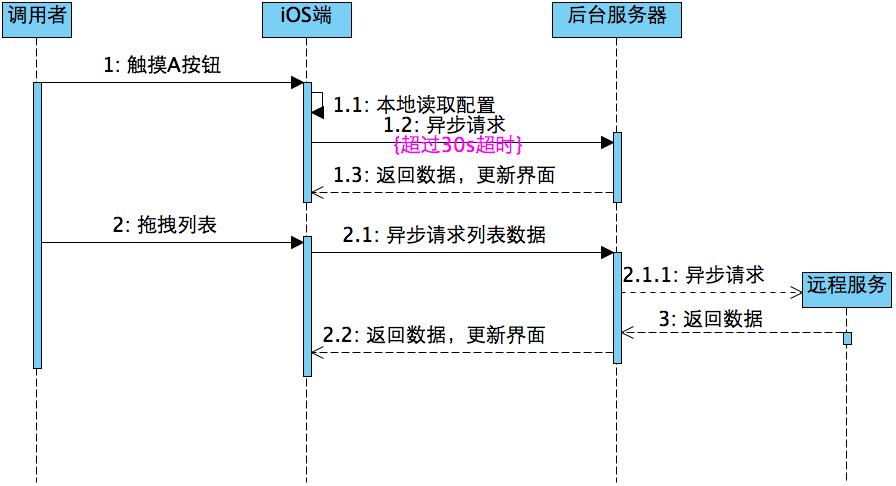 调用者
iOS端
后台服务器
1: 触摸A按钮
1.1: 本地读取配置
1.2: 异步请求
{超过30s超时}
1.3: 返回数据，更新界面
2: 拖拽列表
2.1: 异步请求列表数据
2.1.1: 异步请求
远程服务
3: 返回数据
2.2: 返回数据，更新界面